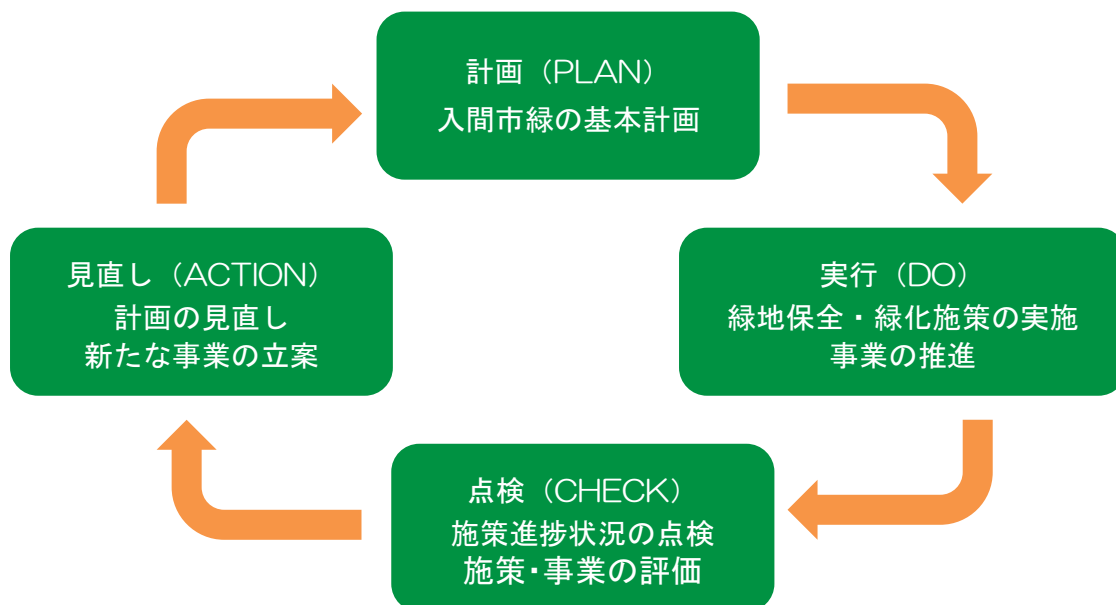 計画（PLAN）
入間市緑の基本計画
実行（DO）
緑地保全・緑化施策の実施
事業の推進
点検（CHECK）
施策進捗状況の点検
施策・事業の評価
見直し（ACTION）
計画の見直し
新たな事業の立案